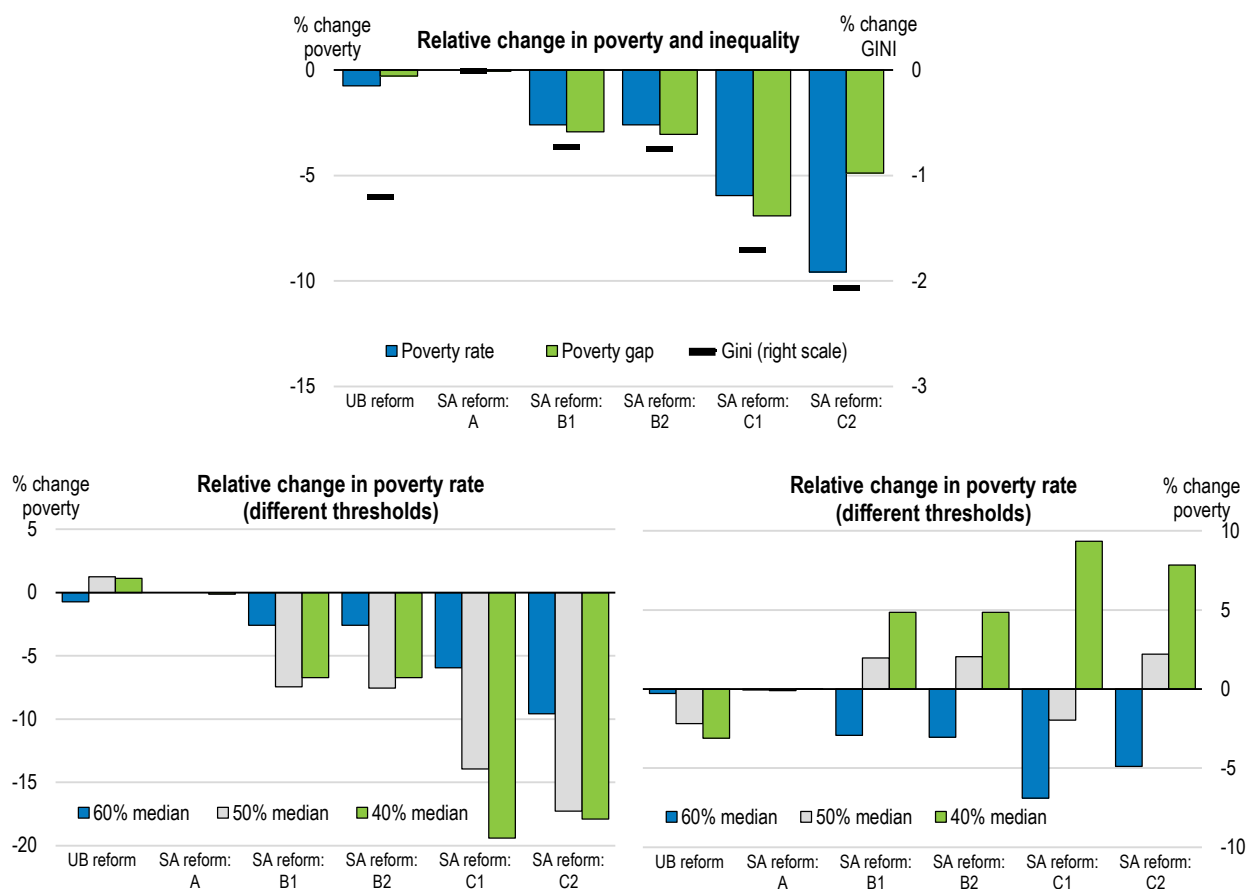 % change
poverty
Relative change in poverty and inequality
% change
GINI
0
-5
-10
-15
0
-1
-2
-3
Poverty rate
Poverty gap
Gini (right scale)
UB reform
SA reform:
A
SA reform:
B1
SA reform:
B2
SA reform:
C1
SA reform:
C2
% change
poverty
Relative change in poverty rate
(different thresholds)
5
0
-5
-10
-15
-20
60% median
50% median
40% median
UB reform
SA reform:
A
SA reform:
B1
SA reform:
B2
SA reform:
C1
SA reform:
C2
Relative change in poverty rate
(different thresholds)
% change
poverty
10
5
0
-5
-10
60% median
50% median
40% median
UB reform
SA reform:
A
SA reform:
B1
SA reform:
B2
SA reform:
C1
SA reform:
C2